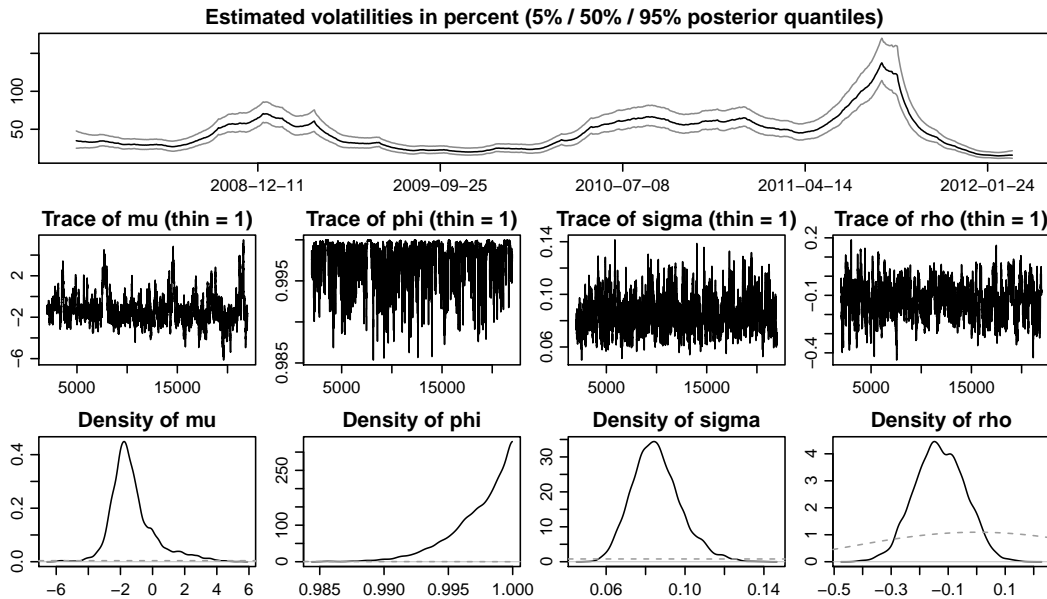 Estimated volatilities in percent (5% / 50% / 95% posterior quantiles)
50 100
2008−12−11 2009−09−25 2010−07−08 2011−04−14 2012−01−24
Trace of mu (thin = 1) Trace of phi (thin = 1) Trace of sigma (thin = 1) Trace of rho (thin = 1)
−6 −2 2 0.985 0.995 0.06 0.10 0.14 −0.4 −0.1 0.2
5000 15000 5000 15000 5000 15000 5000 15000
Density of mu Density of phi Density of sigma Density of rho
0.0 0.2 0.4 0 100 250 0 10 20 30 0 1 2 3 4
−6 −4 −2 0 2 4 6 0.985 0.990 0.995 1.000 0.06 0.10 0.14 −0.5 −0.3 −0.1 0.1